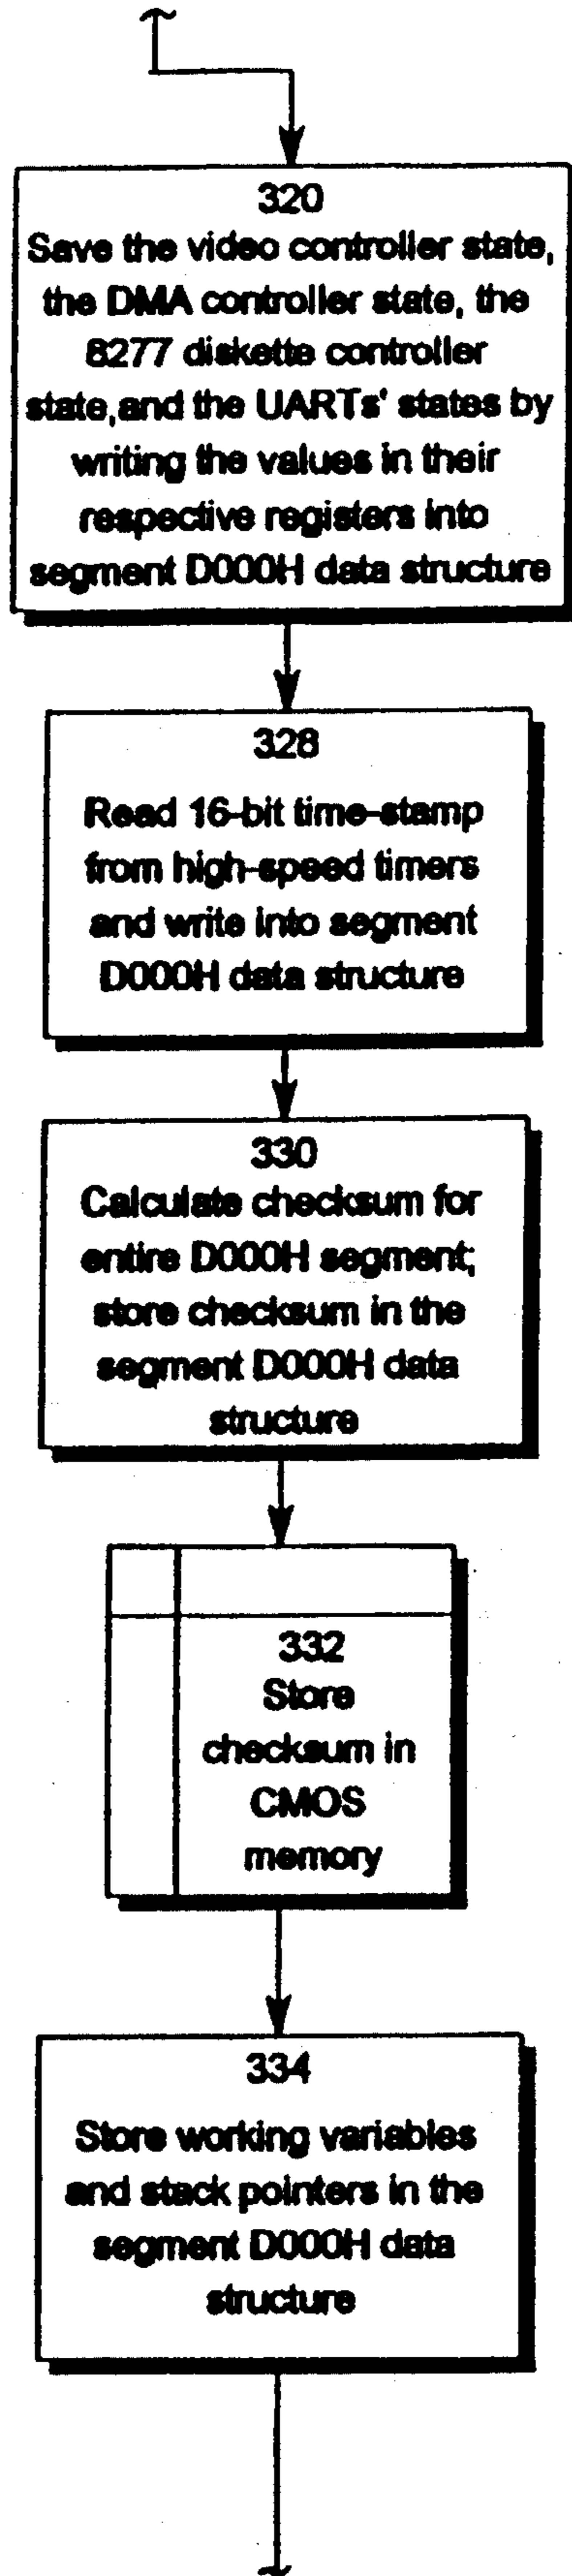 320
Save the video controller state,
the DMA controller state, the
8277 diskette controller
state,and the UARTs' states by
writing the values in their
respective registers into
segment D000H data structure
328
Read 16-bit time-stamp
from high-speed timers
and write into segment
D000H data structure
330
Calculate checksum for
entire D000H segment;
store checksum in the
segment D000H data
structure
332
Store
checksum in
CMOS
memory
334
Store working variables
and stack pointers in the
segment D000H data
structure